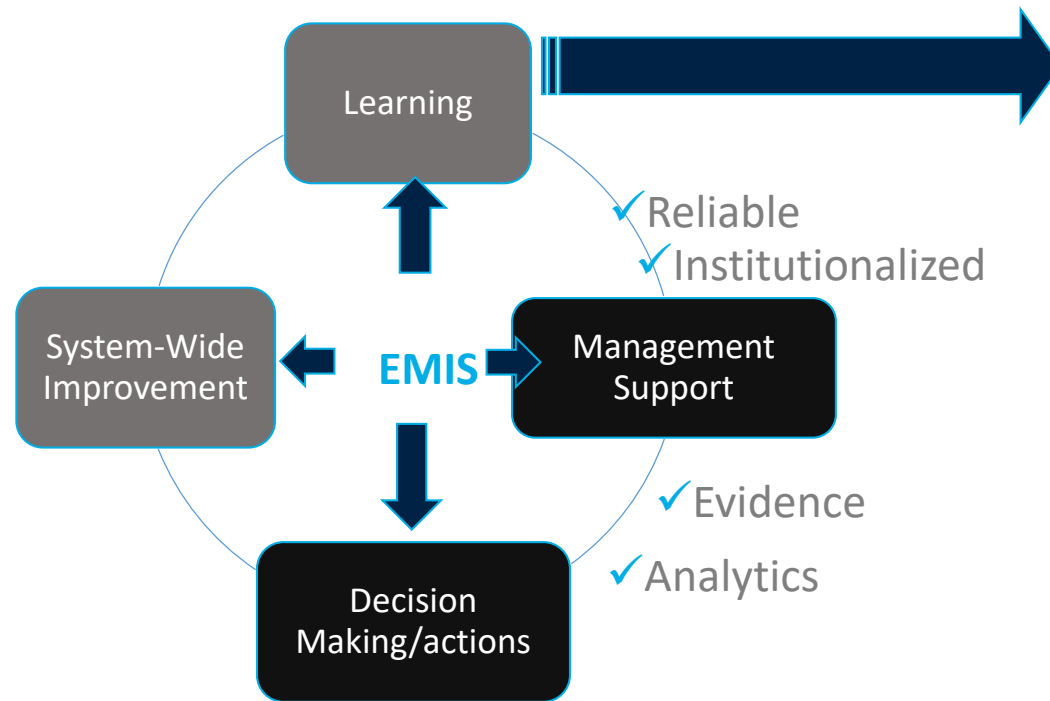 Learning
✓Reliable
✓Institutionalized
System-Wide
Improvement
EMIS
Management
Support
✓Evidence
✓Analytics
Decision
Making/actions